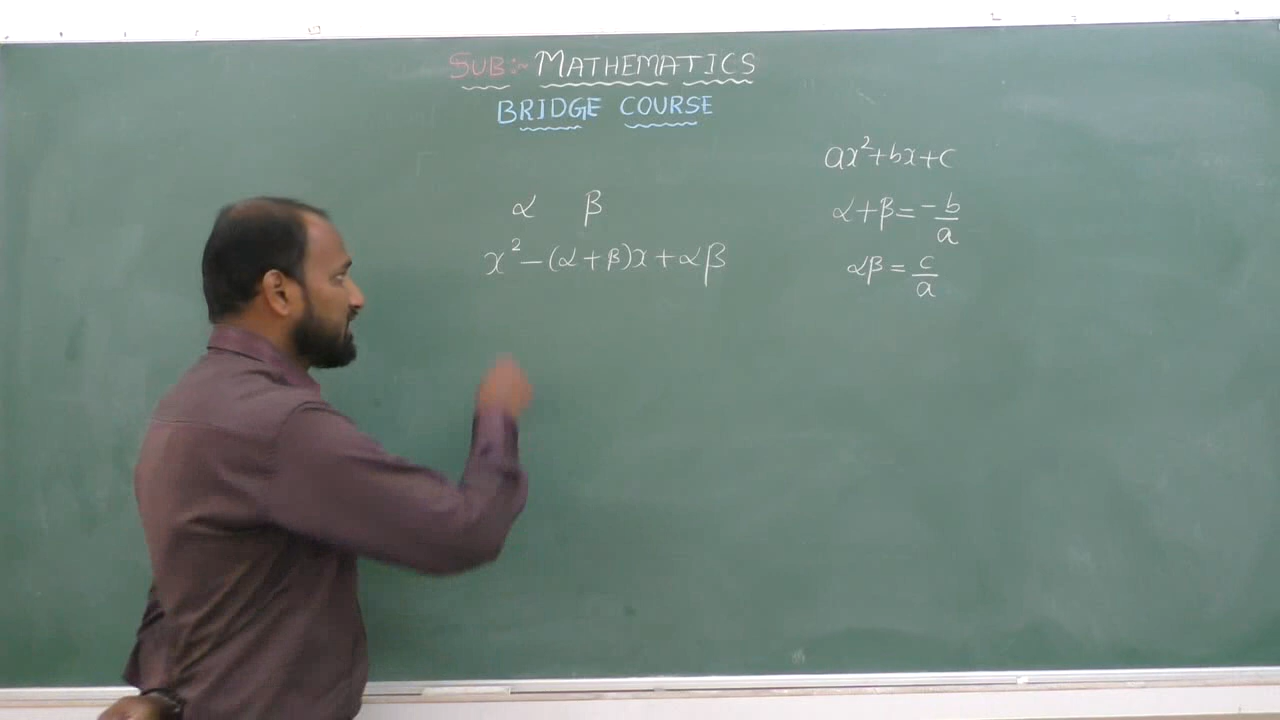 SUB:- MATHEMATICS
BRIDGE COURSE
α β
x² - (α + β)x + αβ
ax²+bx+c
α+β = -b/a
αβ = c/a